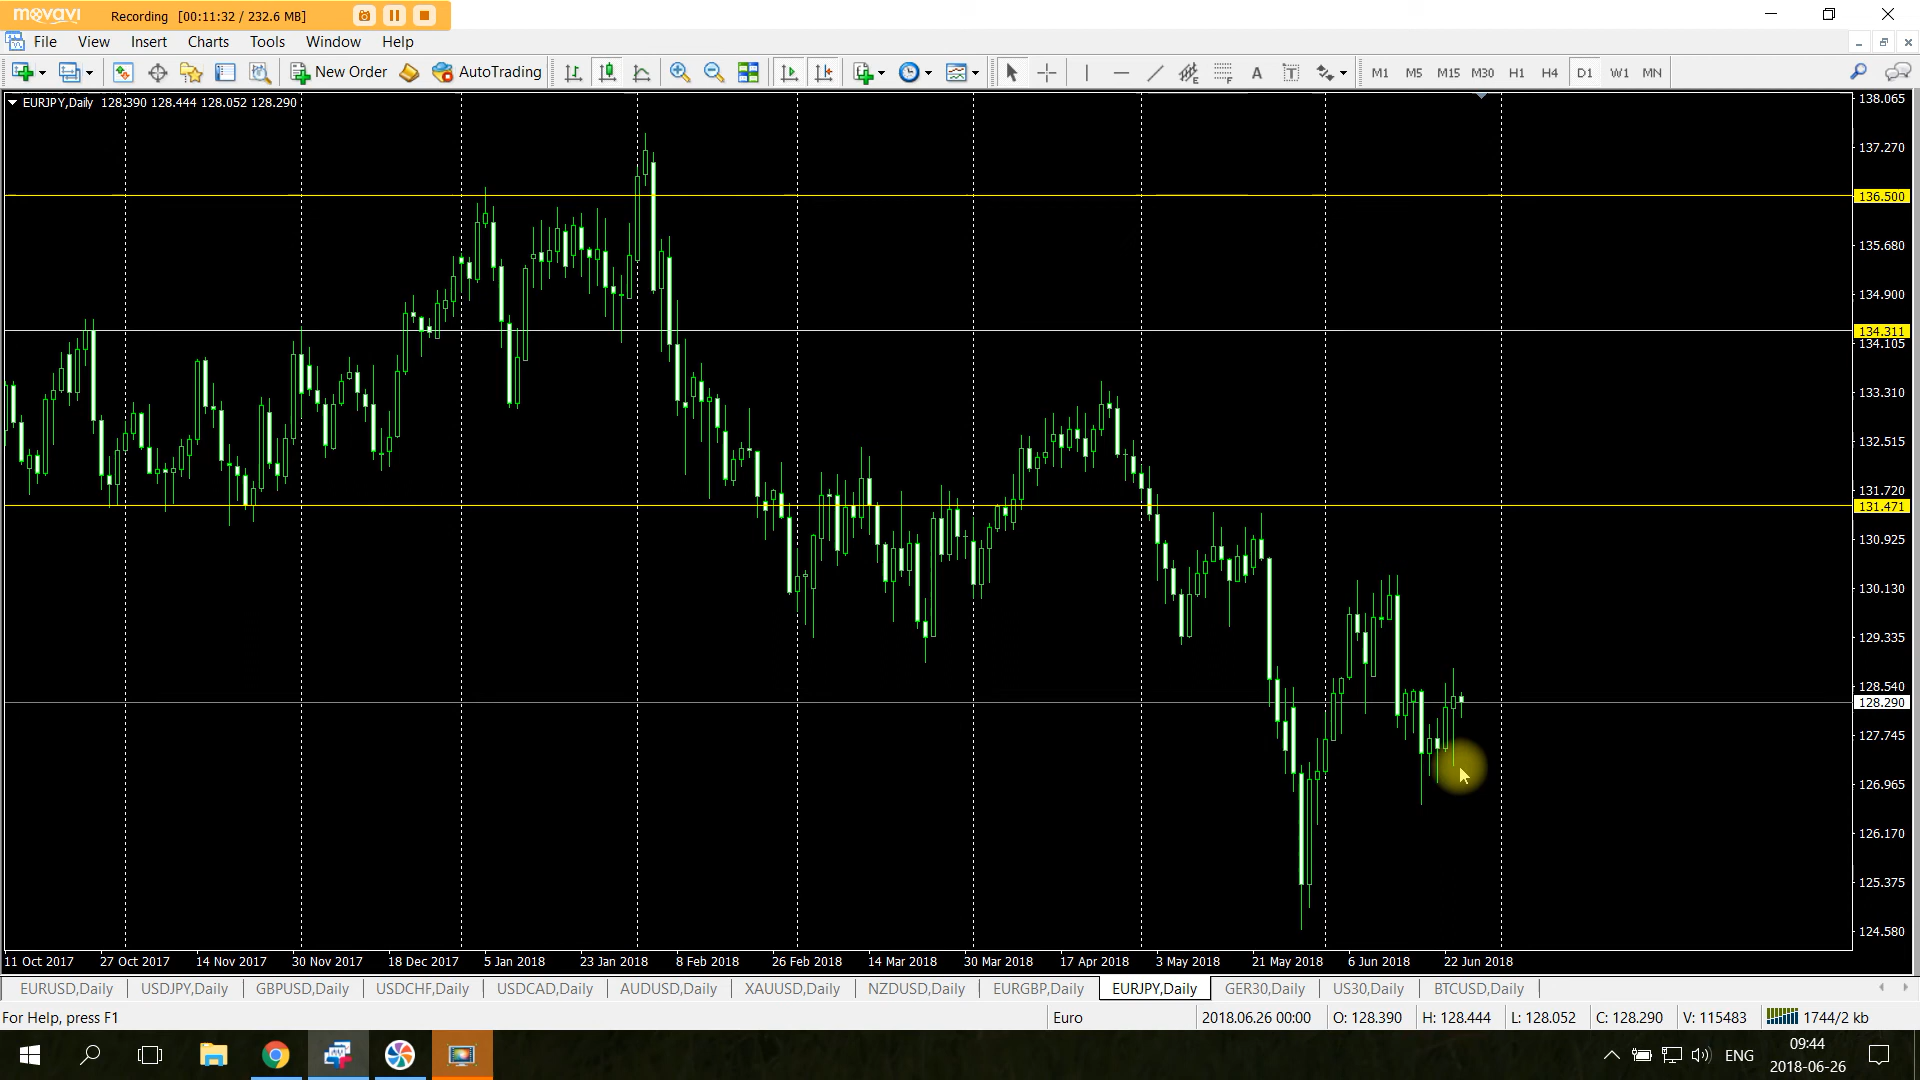 movavi Recording [00:11:32 / 232.6 MB]
File View Insert Charts Tools Window Help
New Order AutoTrading A T M1 M5 M15 M30 H1 H4 D1 W1 MN
EURJPY,Daily 128.390 128.444 128.052 128.290
138.065
137.270
136.500
135.680
134.900
134.311
134.105
133.310
132.515
131.720
131.471
130.925
130.130
129.335
128.540
128.290
127.745
126.965
126.170
125.375
124.580
11 Oct 2017 27 Oct 2017 14 Nov 2017 30 Nov 2017 18 Dec 2017 5 Jan 2018 23 Jan 2018 8 Feb 2018 26 Feb 2018 14 Mar 2018 30 Mar 2018 17 Apr 2018 3 May 2018 21 May 2018 6 Jun 2018 22 Jun 2018
EURUSD,Daily USDJPY,Daily GBPUSD,Daily USDCHF,Daily USDCAD,Daily AUDUSD,Daily XAUUSD,Daily NZDUSD,Daily EURGBP,Daily EURJPY,Daily GER30,Daily US30,Daily BTCUSD,Daily
For Help, press F1 Euro 2018.06.26 00:00 O: 128.390 H: 128.444 L: 128.052 C: 128.290 V: 115483 1744/2 kb
ENG 09:44
2018-06-26